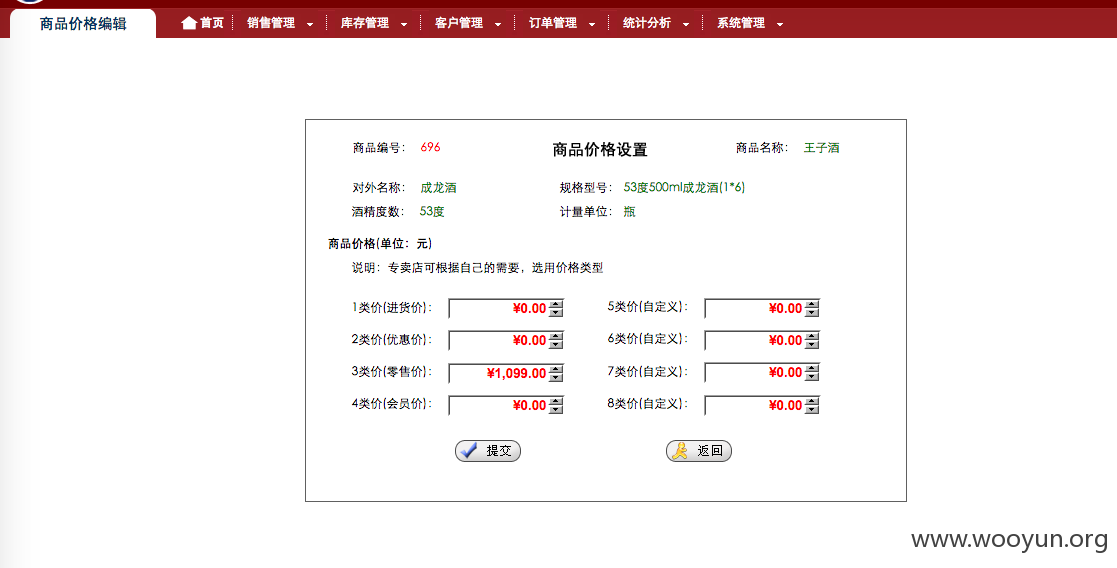 商品价格编辑 首页 销售管理 库存管理 客户管理 订单管理 统计分析 系统管理
商品编号： 696 商品价格设置 商品名称： 王子酒
对外名称： 成龙酒 规格型号： 53度500ml成龙酒(1*6)
酒精度数： 53度 计量单位： 瓶
商品价格(单位：元)
说明：专卖店可根据自己的需要，选用价格类型
1类价(进货价)： ¥0.00 5类价(自定义)： ¥0.00
2类价(优惠价)： ¥0.00 6类价(自定义)： ¥0.00
3类价(零售价)： ¥1,099.00 7类价(自定义)： ¥0.00
4类价(会员价)： ¥0.00 8类价(自定义)： ¥0.00
提交 返回
www.wooyun.org